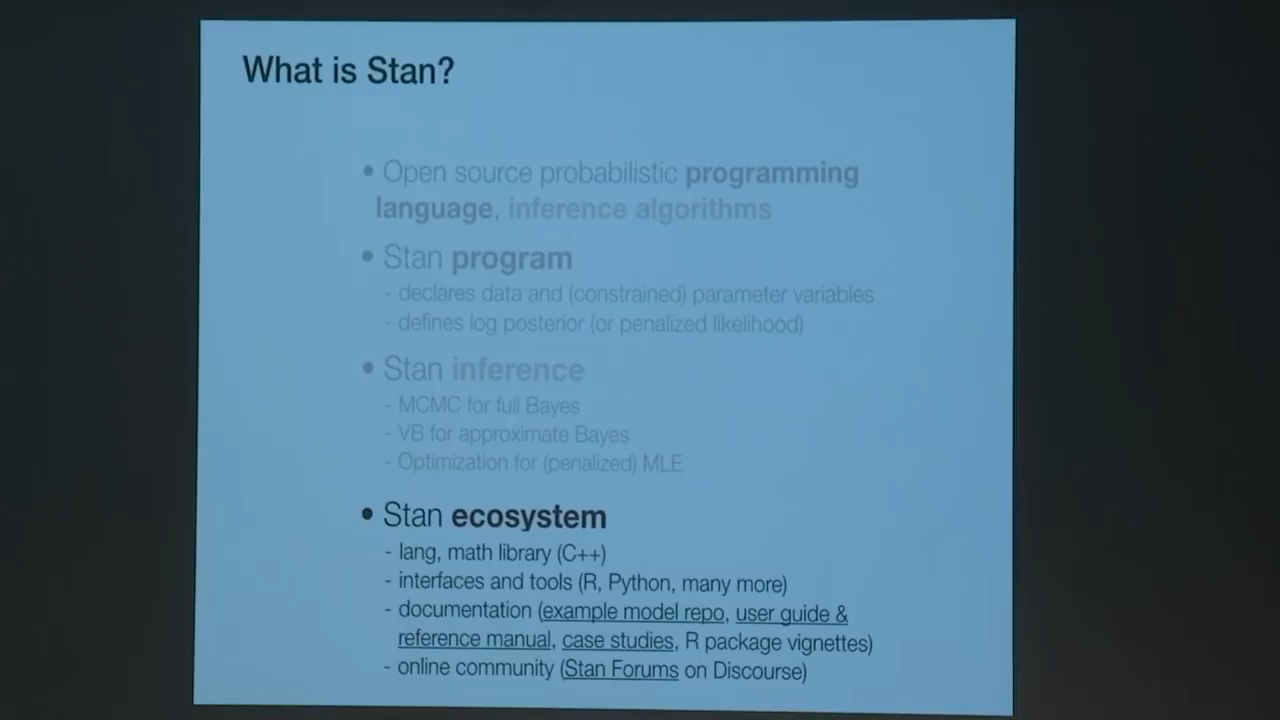 What is Stan?
• Open source probabilistic programming
language, inference algorithms
• Stan program
- declares data and (constrained) parameter variables
- defines log posterior (or penalized likelihood)
• Stan inference
- MCMC for full Bayes
- VB for approximate Bayes
- Optimization for (penalized) MLE
• Stan ecosystem
- lang, math library (C++)
- interfaces and tools (R, Python, many more)
- documentation (example model repo, user guide &
reference manual, case studies, R package vignettes)
- online community (Stan Forums on Discourse)